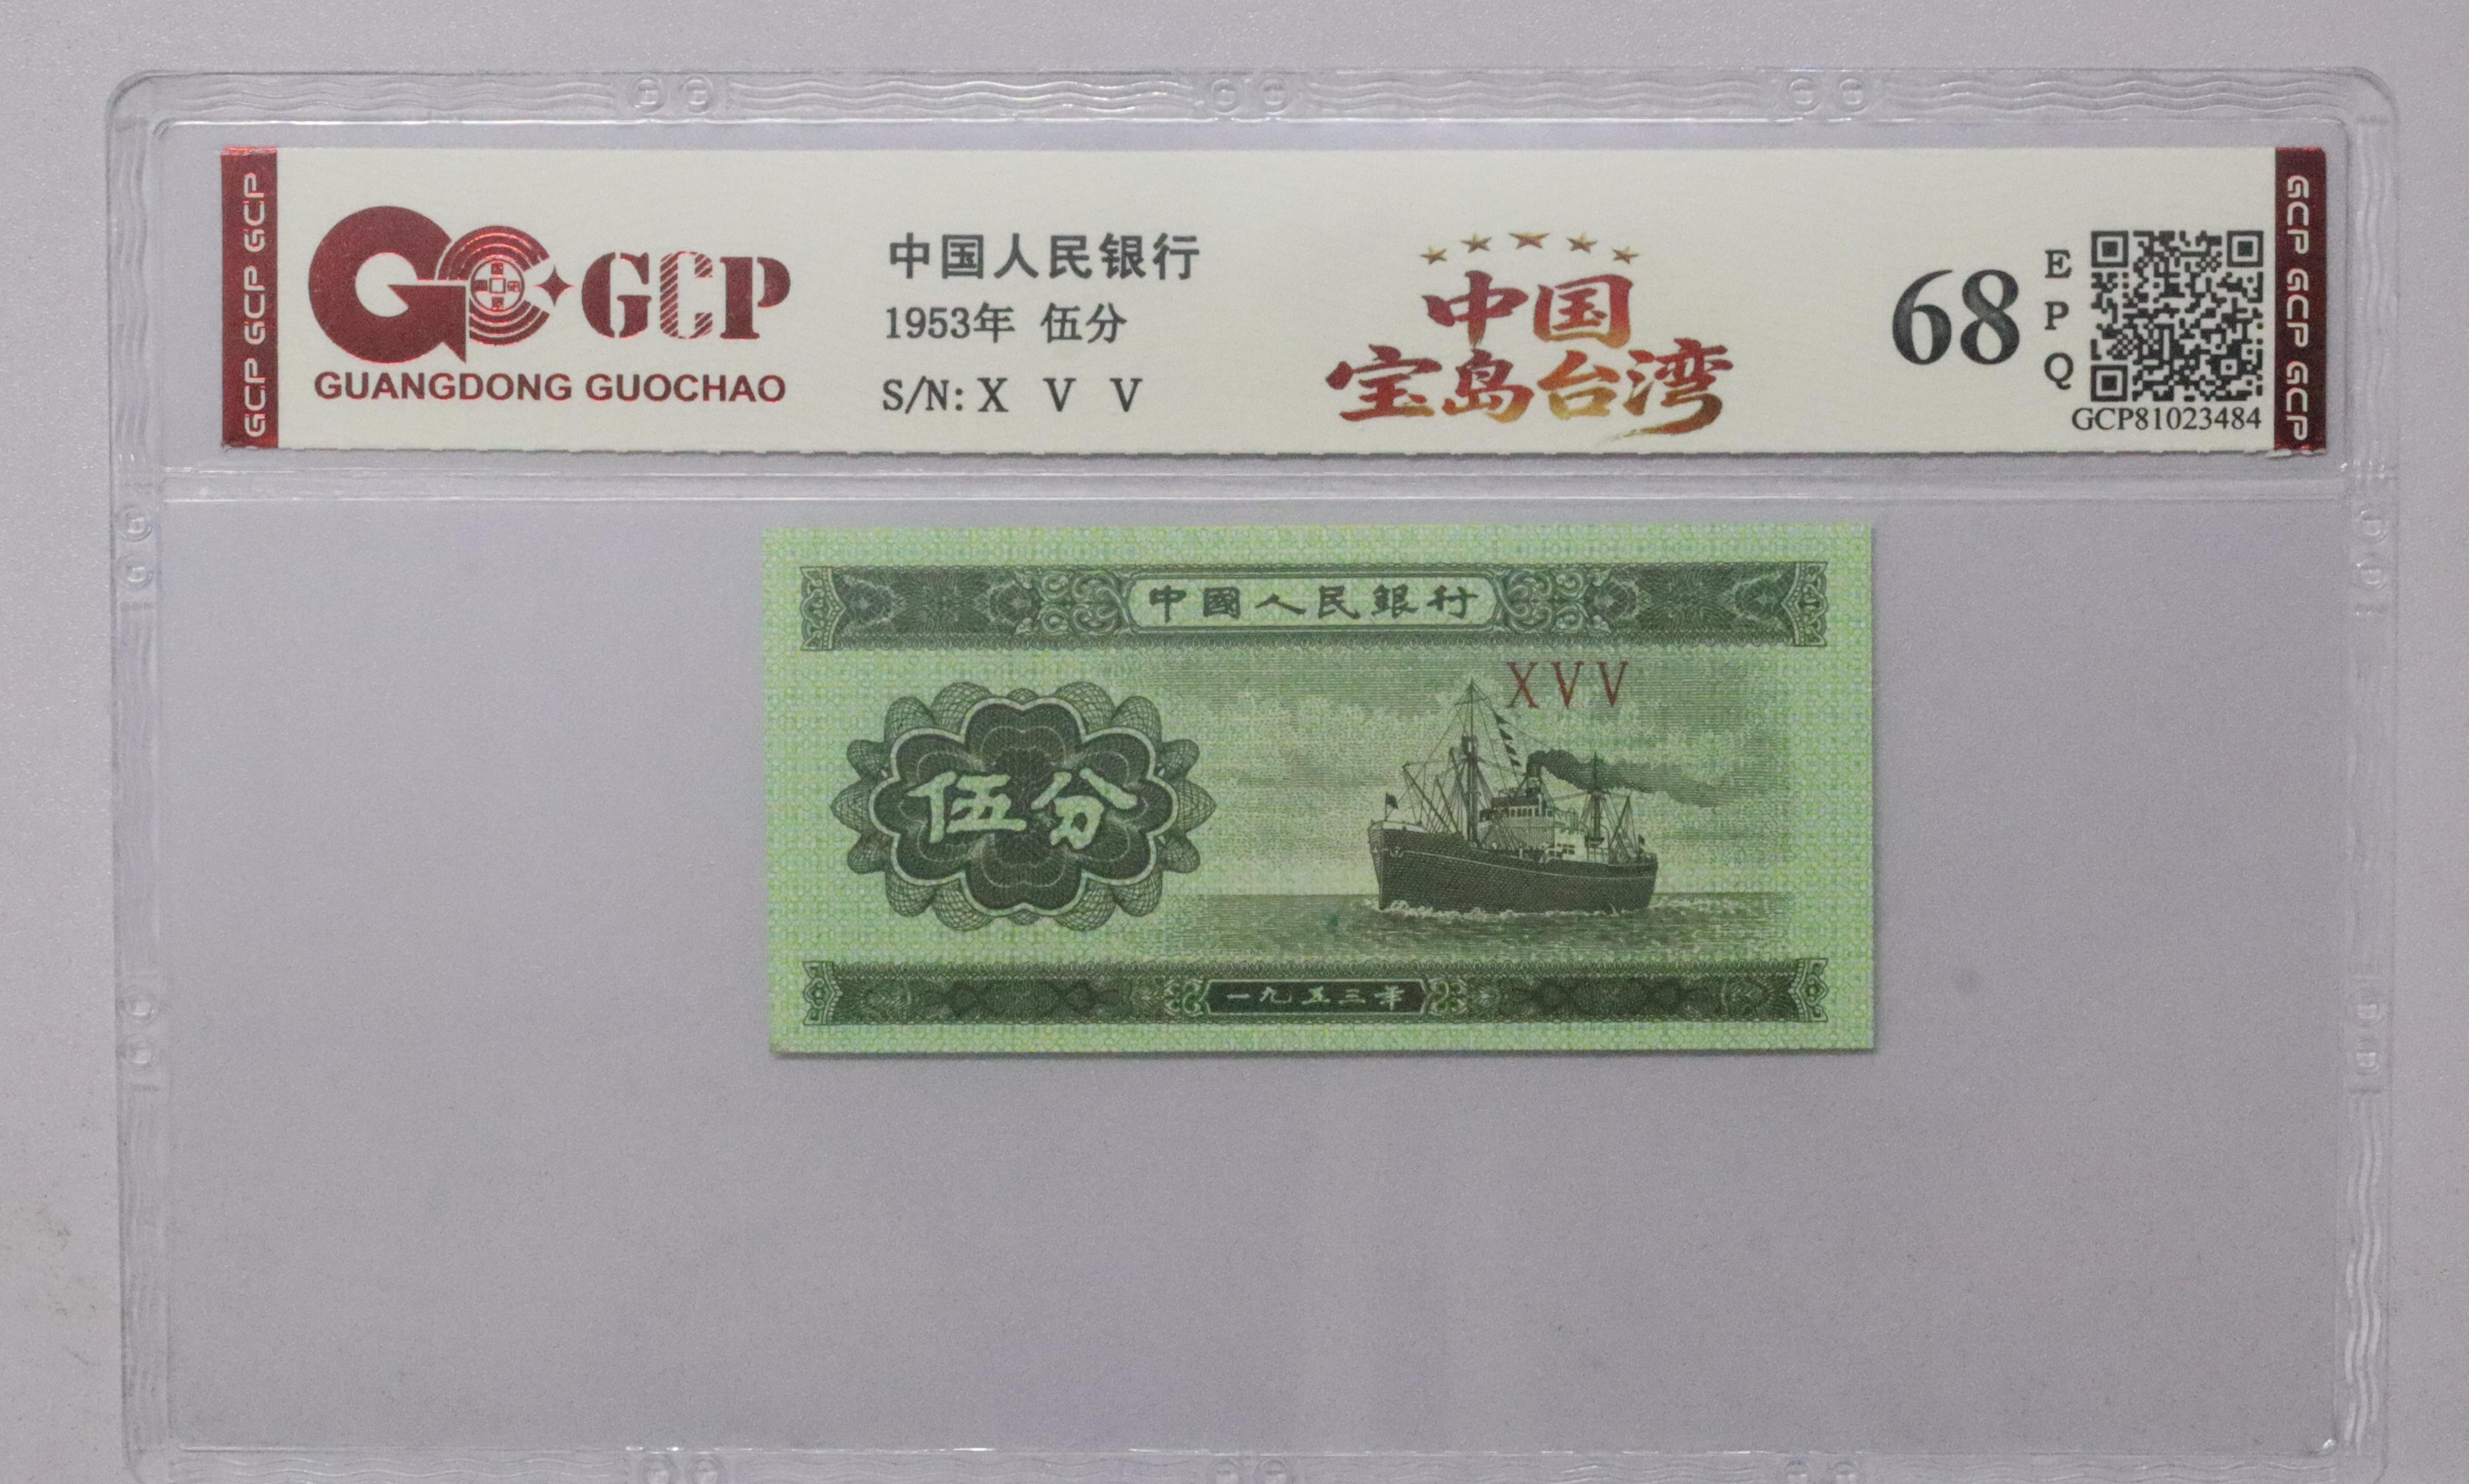 GCP GCP GCP
GCP
GUANGDONG GUOCHAO
中国人民银行
1953年 伍分
S/N: X V V
中国
宝岛台湾
68
E
P
Q
GCP81023484
GCP GCP GCP
中國人民銀行
XVV
伍分
一九五三年